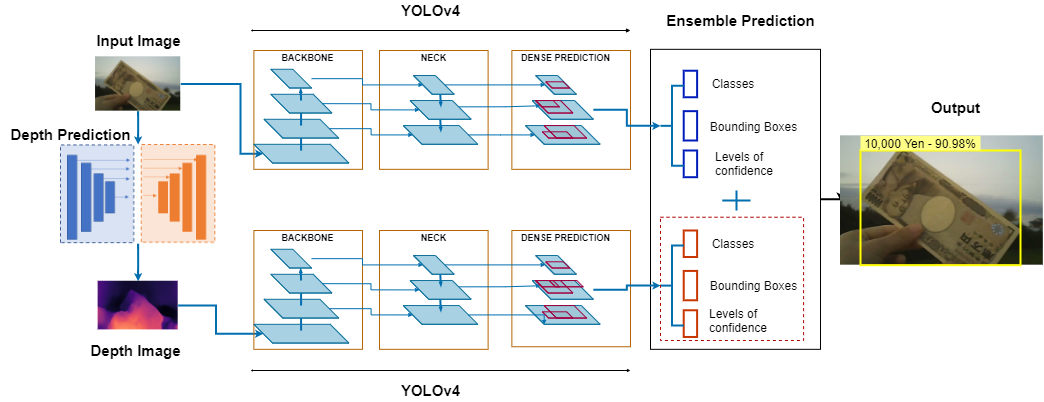 YOLOv4
Ensemble Prediction
Input Image
BACKBONE
NECK
DENSE PREDICTION
Classes
Bounding Boxes
Levels of
confidence
Depth Prediction
Output
10,000 Yen - 90.98%
BACKBONE
NECK
DENSE PREDICTION
Classes
Bounding Boxes
Levels of
confidence
Depth Image
YOLOv4